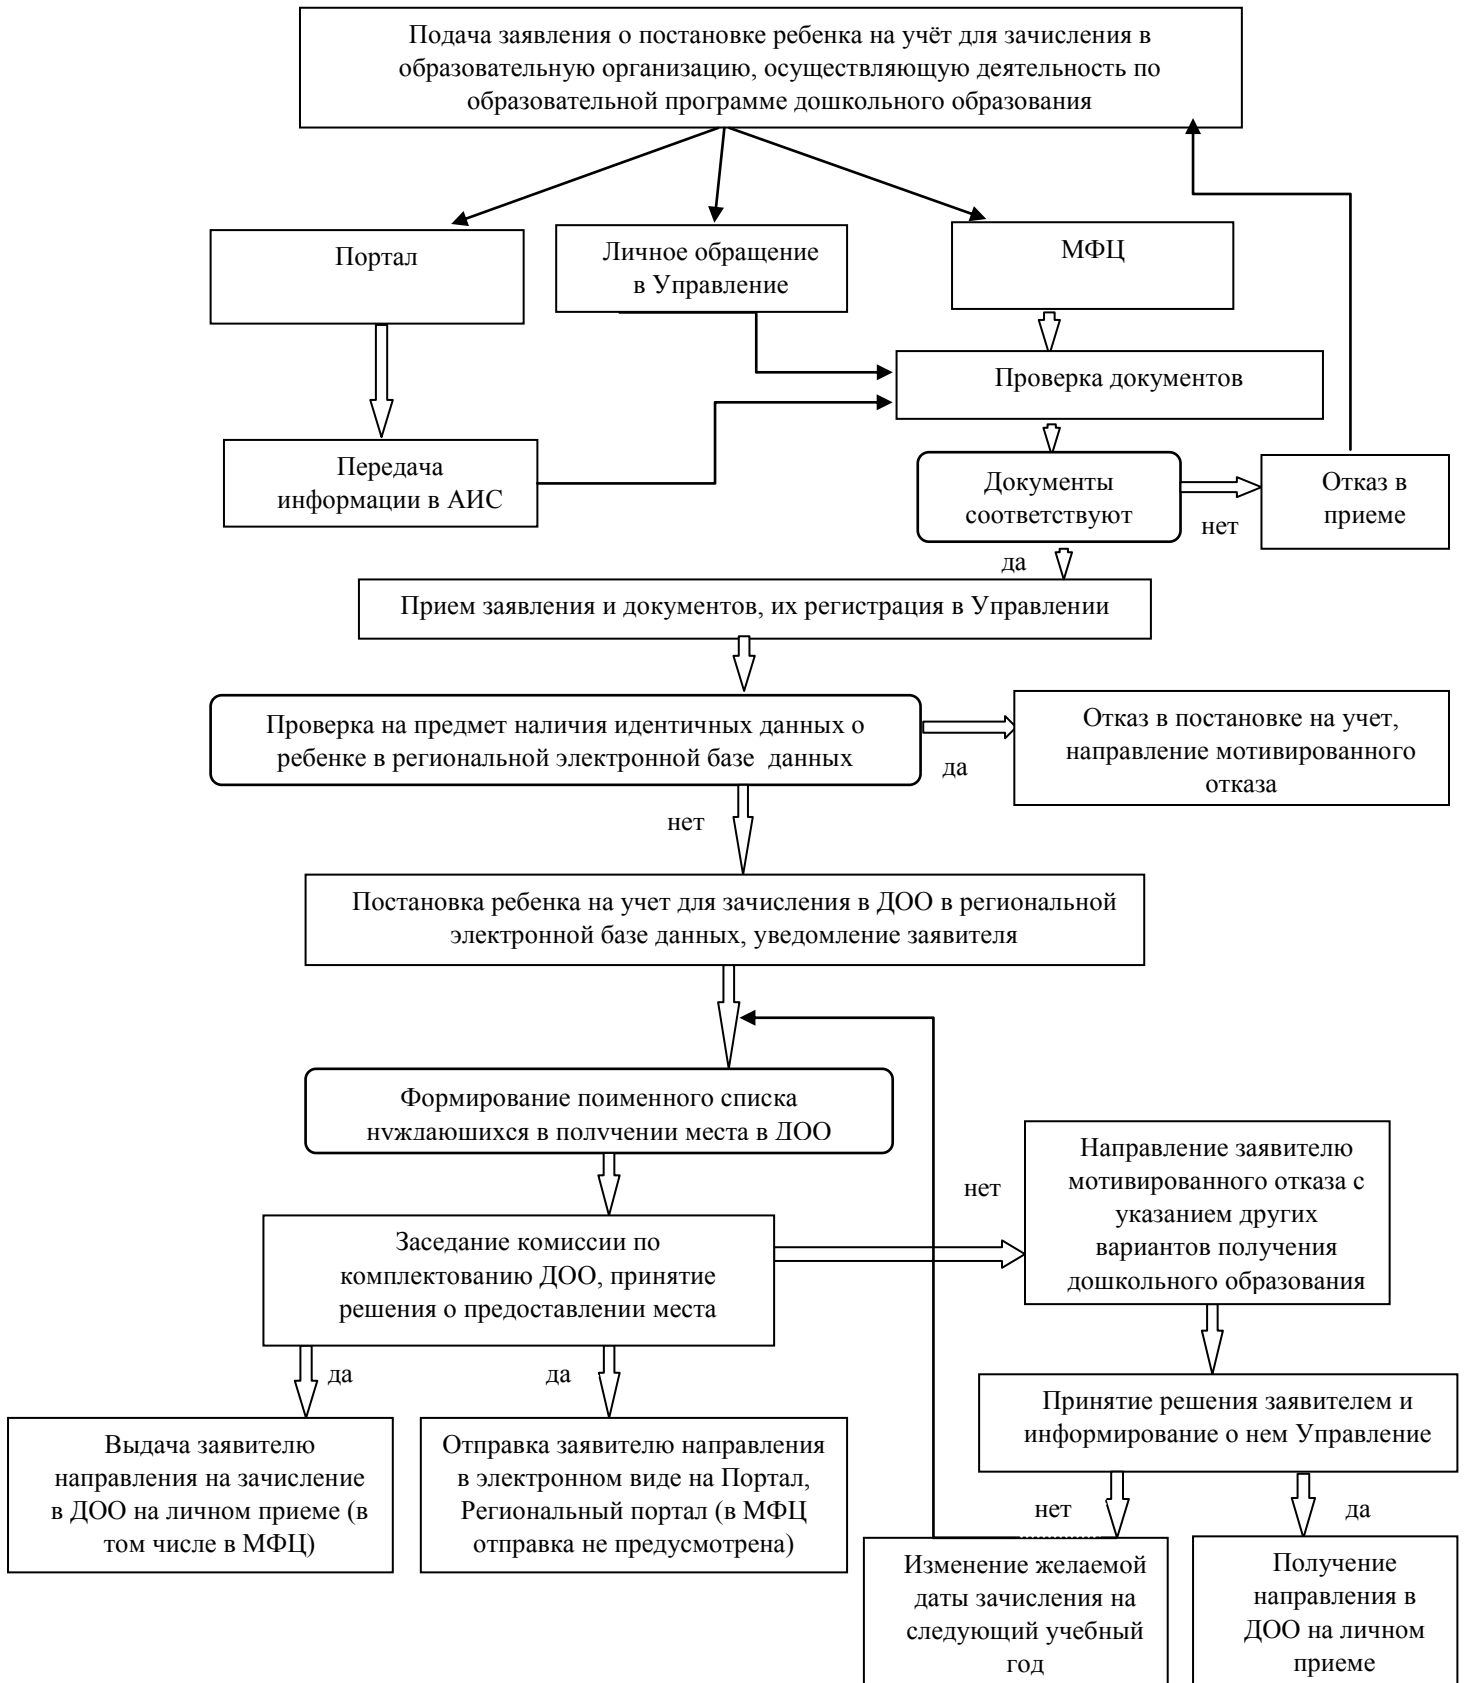 Подача заявления о постановке ребенка на учёт для зачисления в
образовательную организацию, осуществляющую деятельность по
образовательной программе дошкольного образования
Портал
Личное обращение
в Управление
МФЦ
Проверка документов
Передача
информации в АИС
Документы
соответствуют
нет
Отказ в
приеме
да
Прием заявления и документов, их регистрация в Управлении
Проверка на предмет наличия идентичных данных о
ребенке в региональной электронной базе данных
да
Отказ в постановке на учет,
направление мотивированного
отказа
нет
Постановка ребенка на учет для зачисления в ДОО в региональной
электронной базе данных, уведомление заявителя
Формирование поименного списка
нуждающихся в получении места в ДОО
нет
Направление заявителю
мотивированного отказа с
указанием других
вариантов получения
дошкольного образования
Заседание комиссии по
комплектованию ДОО, принятие
решения о предоставлении места
да
да
Принятие решения заявителем и
информирование о нем Управление
Выдача заявителю
направления на зачисление
в ДОО на личном приеме (в
том числе в МФЦ)
Отправка заявителю направления
в электронном виде на Портал,
Региональный портал (в МФЦ
отправка не предусмотрена)
нет
да
Изменение желаемой
даты зачисления на
следующий учебный
год
Получение
направления в
ДОО на личном
приеме